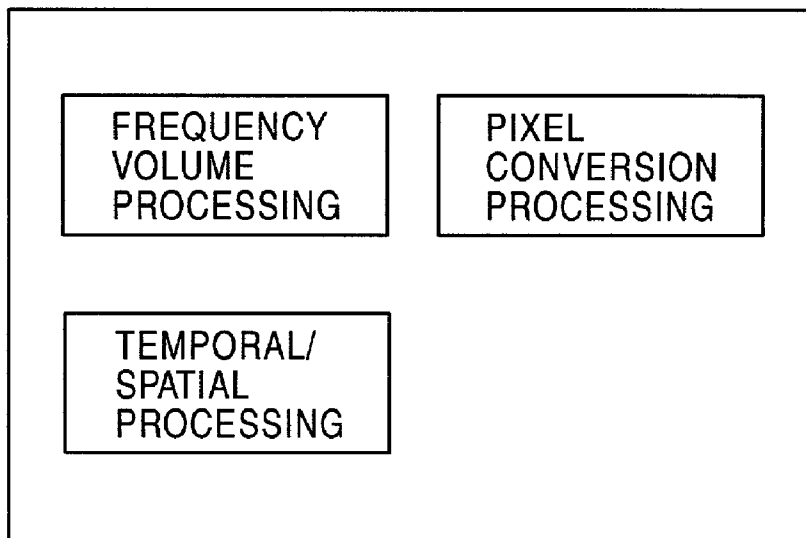 FREQUENCY
VOLUME
PROCESSING
PIXEL
CONVERSION
PROCESSING
TEMPORAL/
SPATIAL
PROCESSING